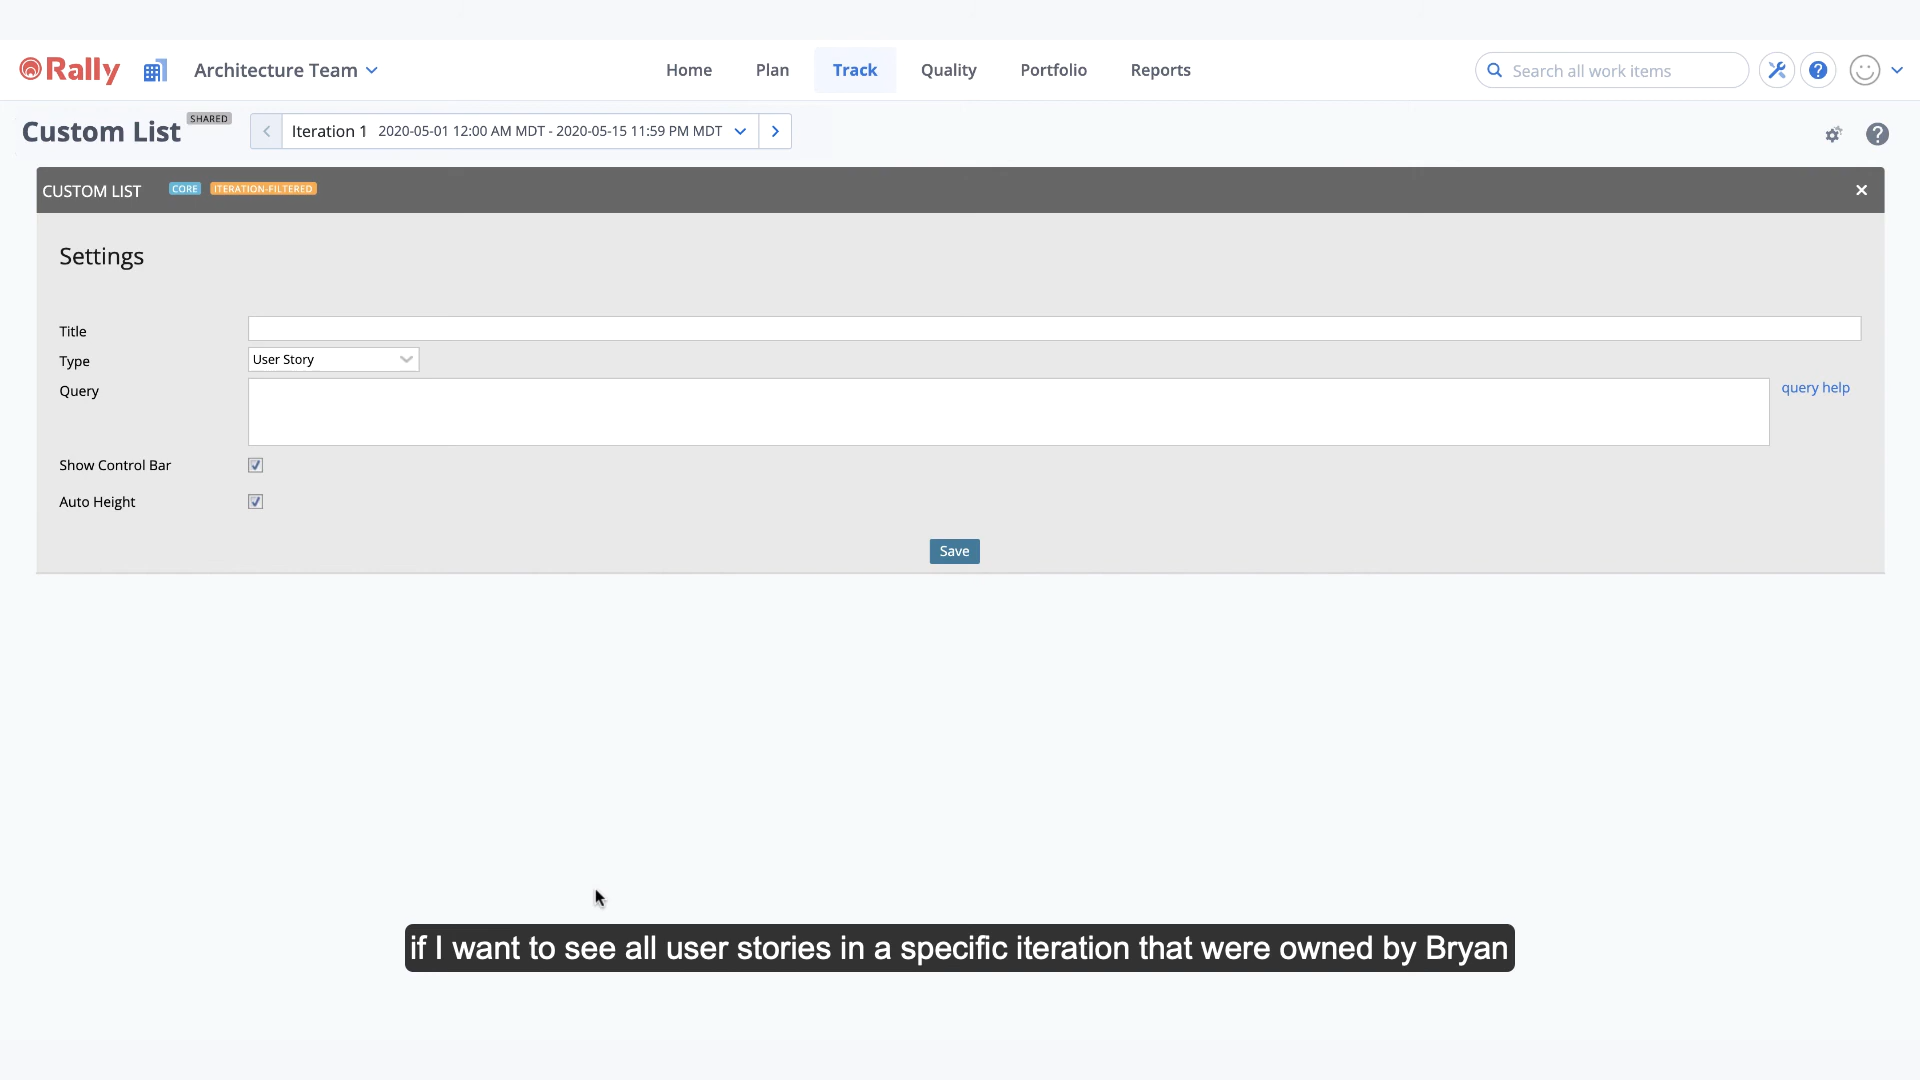 Rally
Architecture Team
Home
Plan
Track
Quality
Portfolio
Reports
Search all work items
?
Custom List
SHARED
Iteration 1 2020-05-01 12:00 AM MDT - 2020-05-15 11:59 PM MDT
?
CUSTOM LIST
CORE
ITERATION-FILTERED
Settings
Title
Type
User Story
Query
query help
Show Control Bar
Auto Height
Save
if I want to see all user stories in a specific iteration that were owned by Bryan